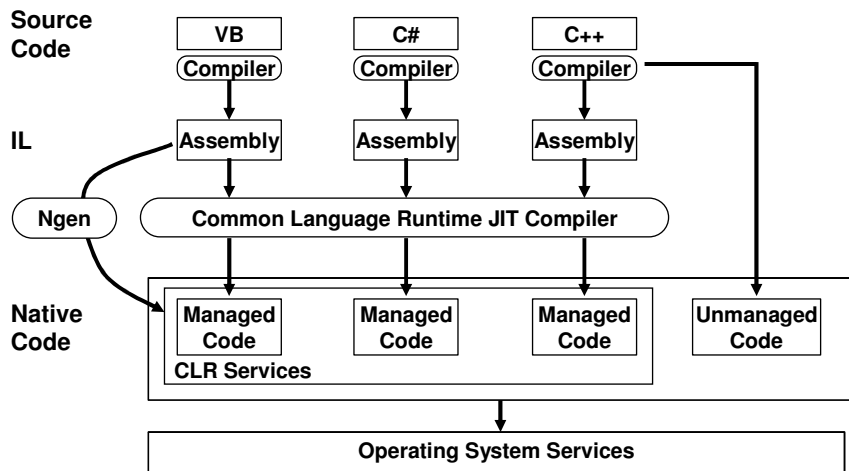 Source
Code
VB
C#
C++
Compiler
Compiler
Compiler
IL
Assembly
Assembly
Assembly
Ngen
Common Language Runtime JIT Compiler
Native
Code
Managed
Code
Managed
Code
Managed
Code
Unmanaged
Code
CLR Services
Operating System Services